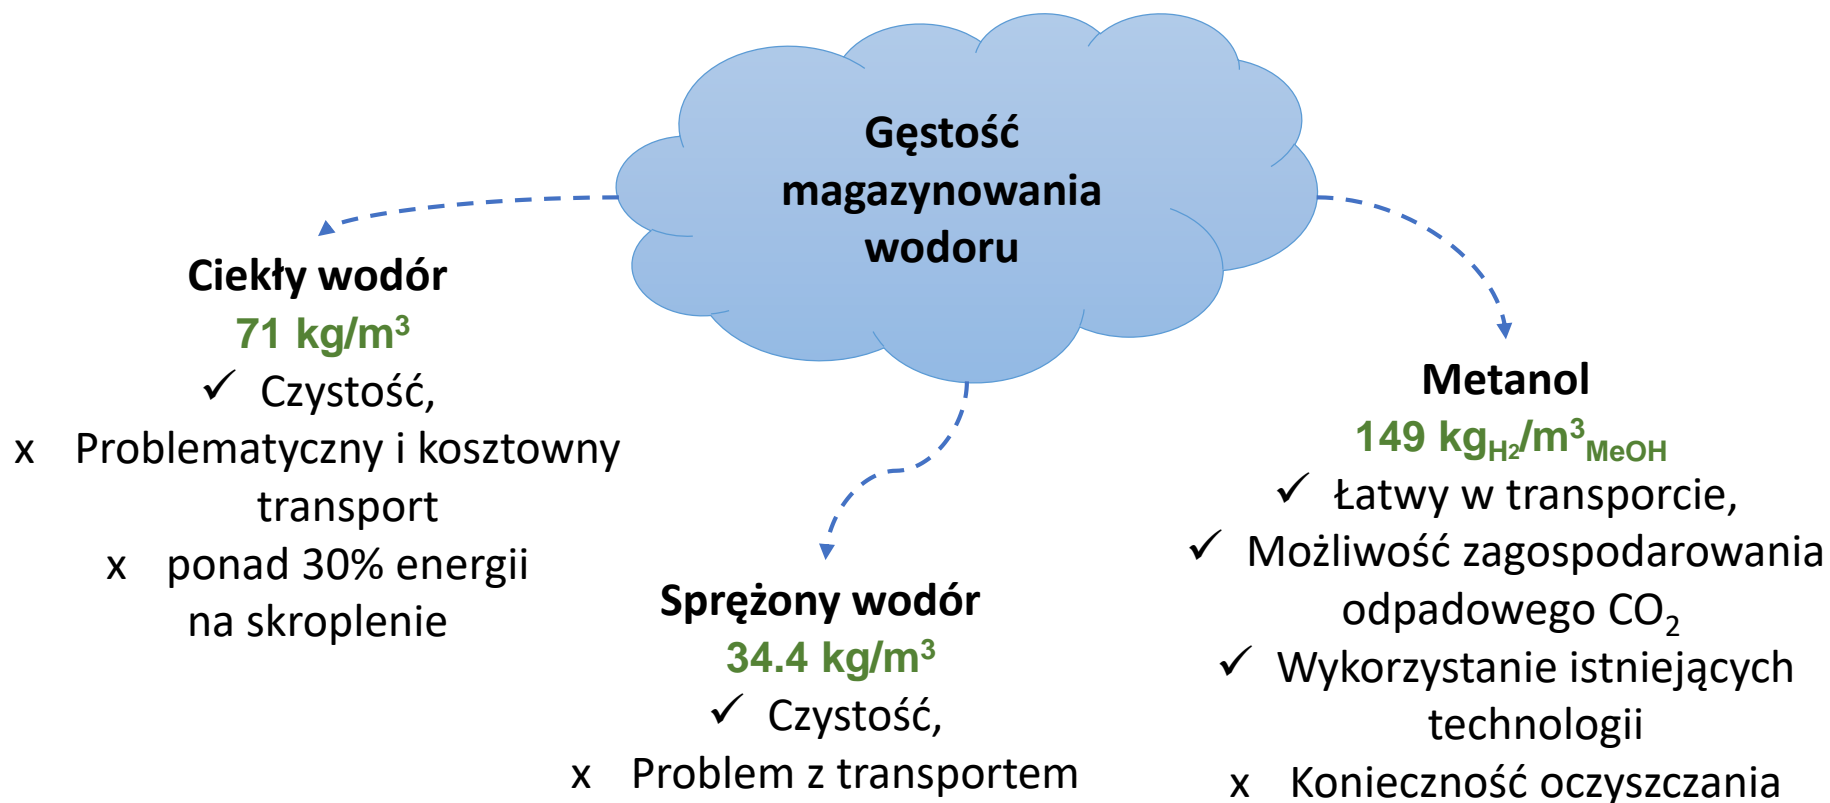 Gęstość
magazynowania
wodoru
Ciekły wodór
71 kg/m³
✓ Czystość,
x Problematyczny i kosztowny
transport
x ponad 30% energii
na skroplenie
Sprężony wodór
34.4 kg/m³
✓ Czystość,
x Problem z transportem
Metanol
149 kg_H₂/m³_MeOH
✓ Łatwy w transporcie,
✓ Możliwość zagospodarowania
odpadowego CO₂
✓ Wykorzystanie istniejących
technologii
x Konieczność oczyszczania